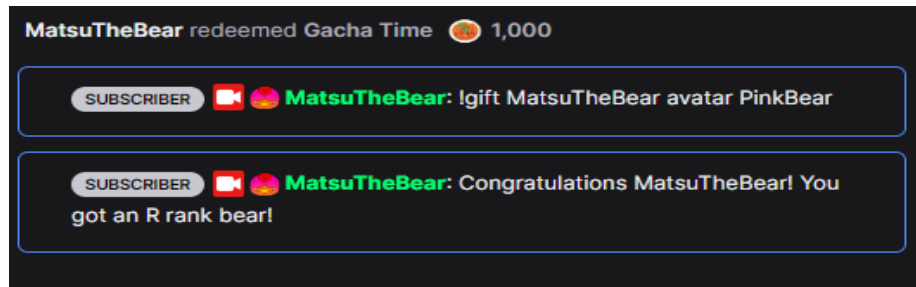 MatsuTheBear redeemed Gacha Time 1,000
SUBSCRIBER MatsuTheBear: !gift MatsuTheBear avatar PinkBear
SUBSCRIBER MatsuTheBear: Congratulations MatsuTheBear! You
got an R rank bear!